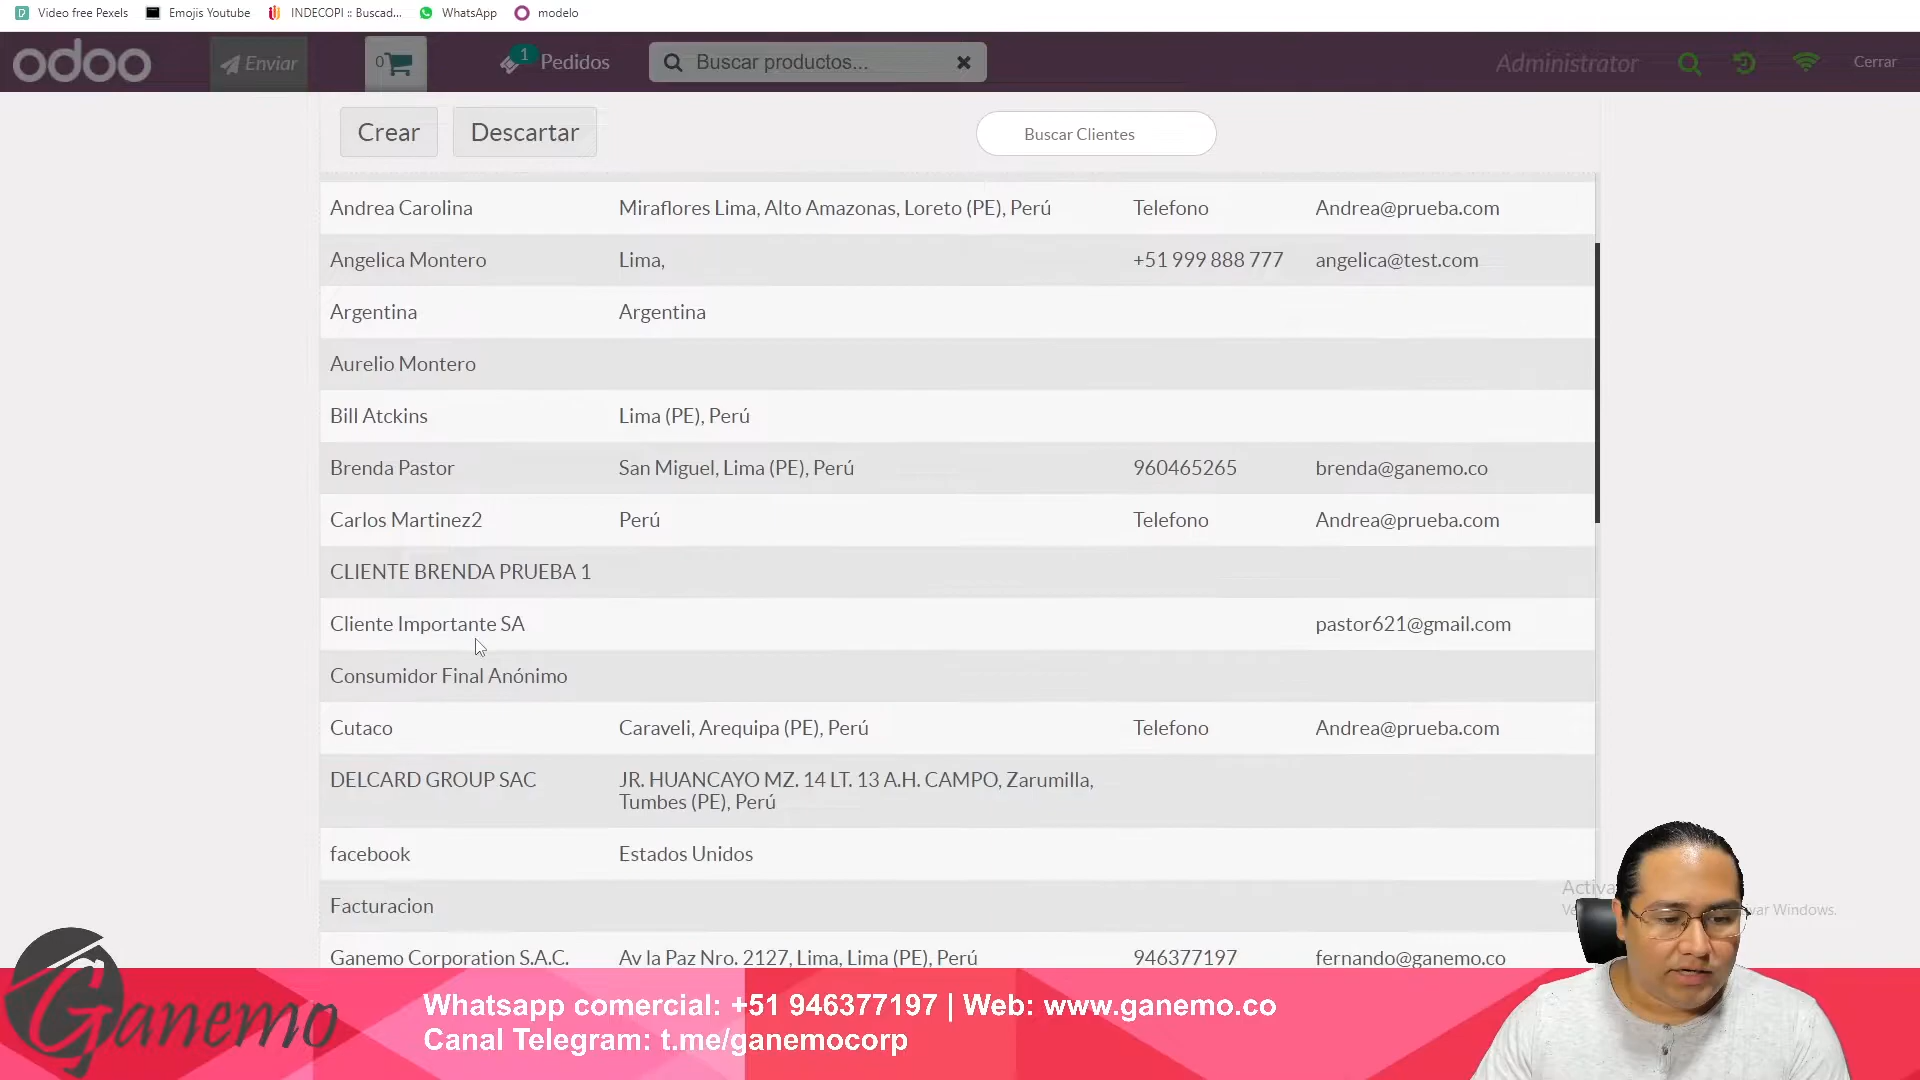 Video free Pexels Emojis Youtube INDECOPI :: Buscad... WhatsApp modelo
odoo Enviar 0 1 Pedidos Buscar productos... Administrator Cerrar
Crear Descartar Buscar Clientes
Andrea Carolina Miraflores Lima, Alto Amazonas, Loreto (PE), Perú Telefono Andrea@prueba.com
Angelica Montero Lima, +51 999 888 777 angelica@test.com
Argentina Argentina
Aurelio Montero
Bill Atckins Lima (PE), Perú
Brenda Pastor San Miguel, Lima (PE), Perú 960465265 brenda@ganemo.co
Carlos Martinez2 Perú Telefono Andrea@prueba.com
CLIENTE BRENDA PRUEBA 1
Cliente Importante SA pastor621@gmail.com
Consumidor Final Anónimo
Cutaco Caraveli, Arequipa (PE), Perú Telefono Andrea@prueba.com
DELCARD GROUP SAC JR. HUANCAYO MZ. 14 LT. 13 A.H. CAMPO, Zarumilla,
Tumbes (PE), Perú
facebook Estados Unidos
Facturacion
Ganemo Corporation S.A.C. Av la Paz Nro. 2127, Lima, Lima (PE), Perú 946377197 fernando@ganemo.co
Windows.
Ganemo
Whatsapp comercial: +51 946377197 | Web: www.ganemo.co
Canal Telegram: t.me/ganemocorp